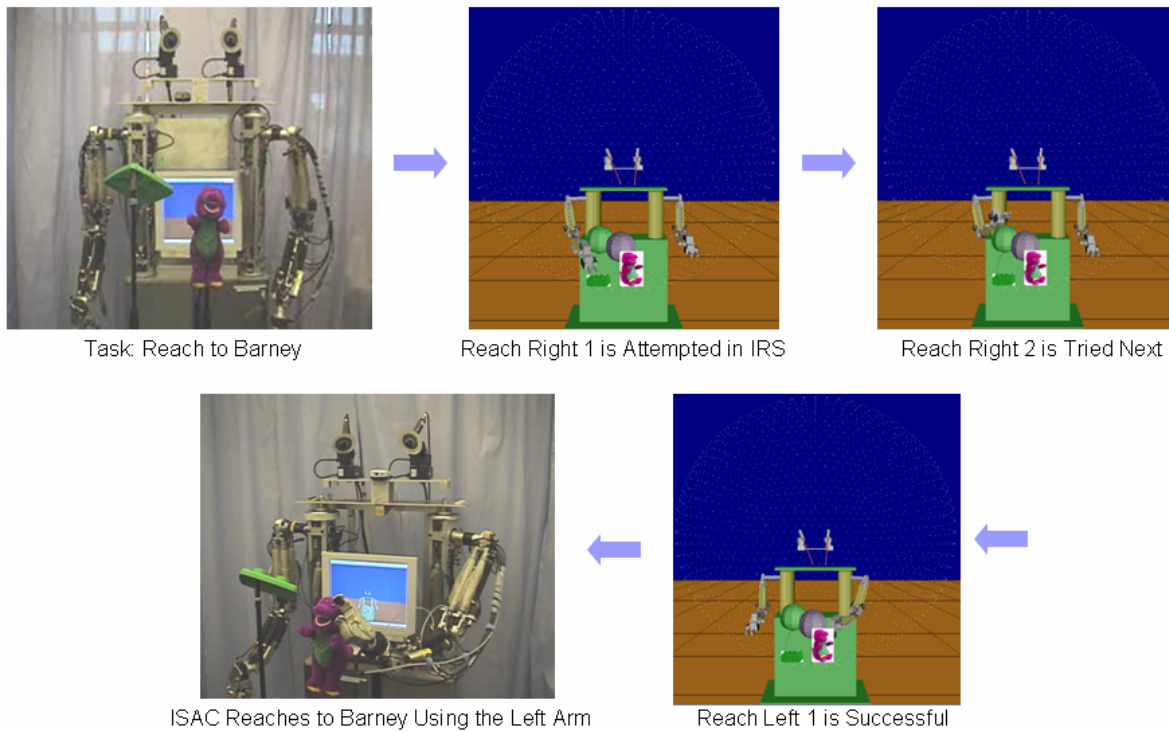 Task: Reach to Barney
Reach Right 1 is Attempted in IRS
Reach Right 2 is Tried Next
ISAC Reaches to Barney Using the Left Arm
Reach Left 1 is Successful